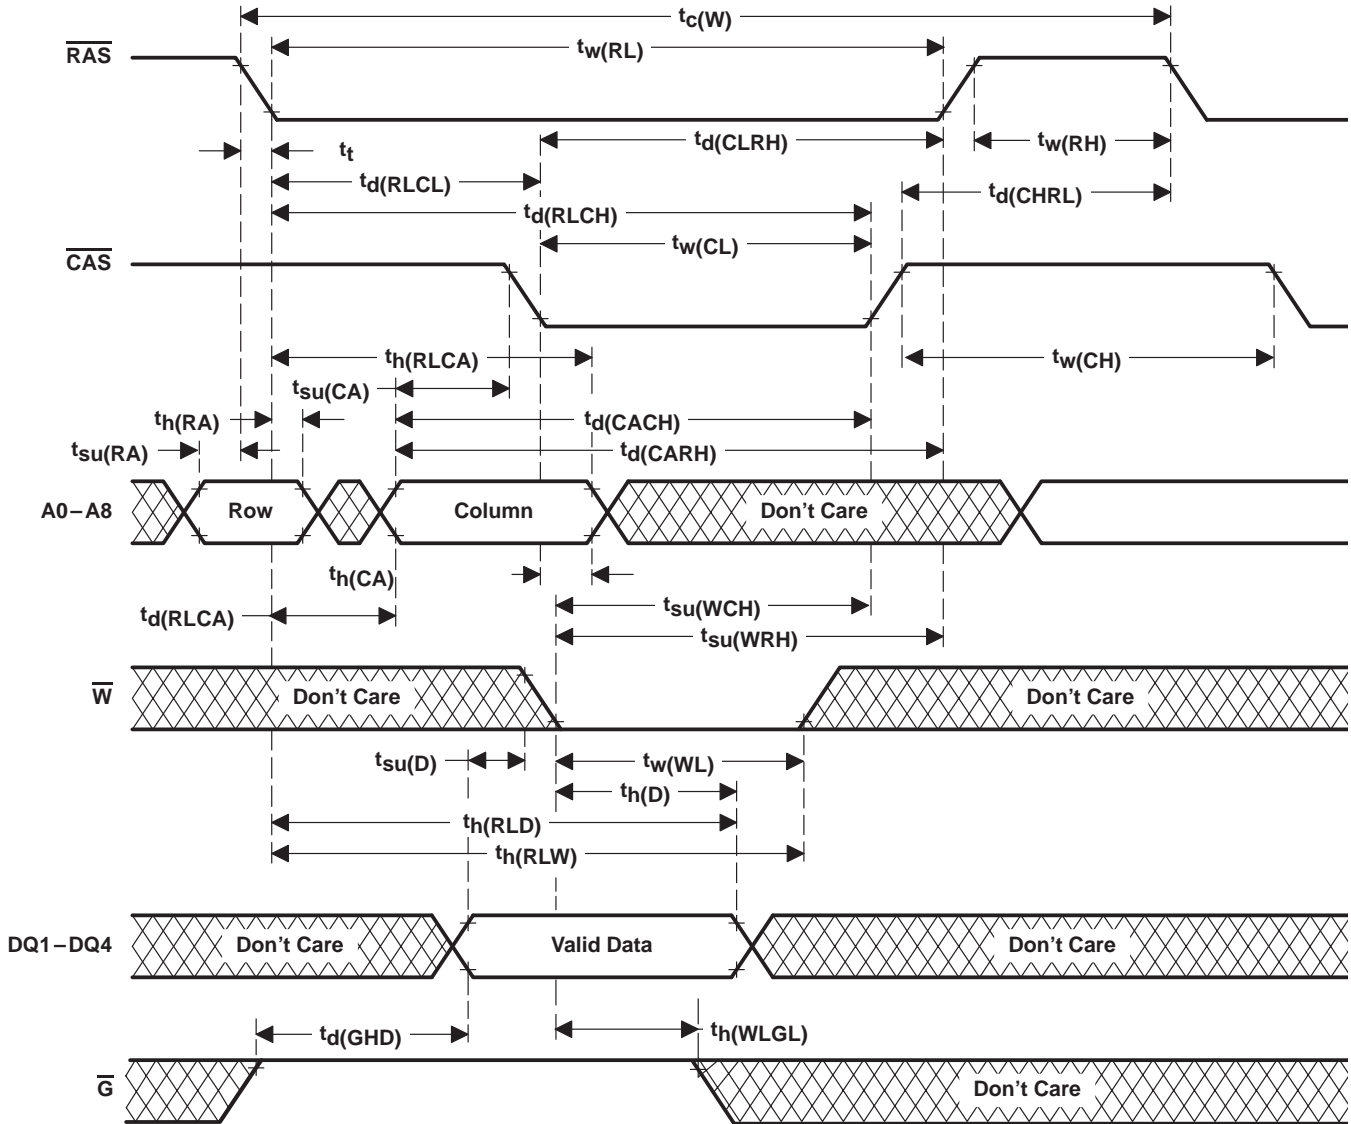 tc(W)
RAS
tw(RL)
tt
td(CLRH)
tw(RH)
td(RLCL)
td(CHRL)
td(RLCH)
CAS
tw(CL)
th(RLCA)
tw(CH)
tsu(CA)
th(RA)
td(CACH)
tsu(RA)
td(CARH)
A0–A8
Row
Column
Don't Care
th(CA)
td(RLCA)
tsu(WCH)
tsu(WRH)
W
Don't Care
Don't Care
tsu(D)
tw(WL)
th(D)
th(RLD)
th(RLW)
DQ1–DQ4
Don't Care
Valid Data
Don't Care
td(GHD)
th(WLGL)
G
Don't Care